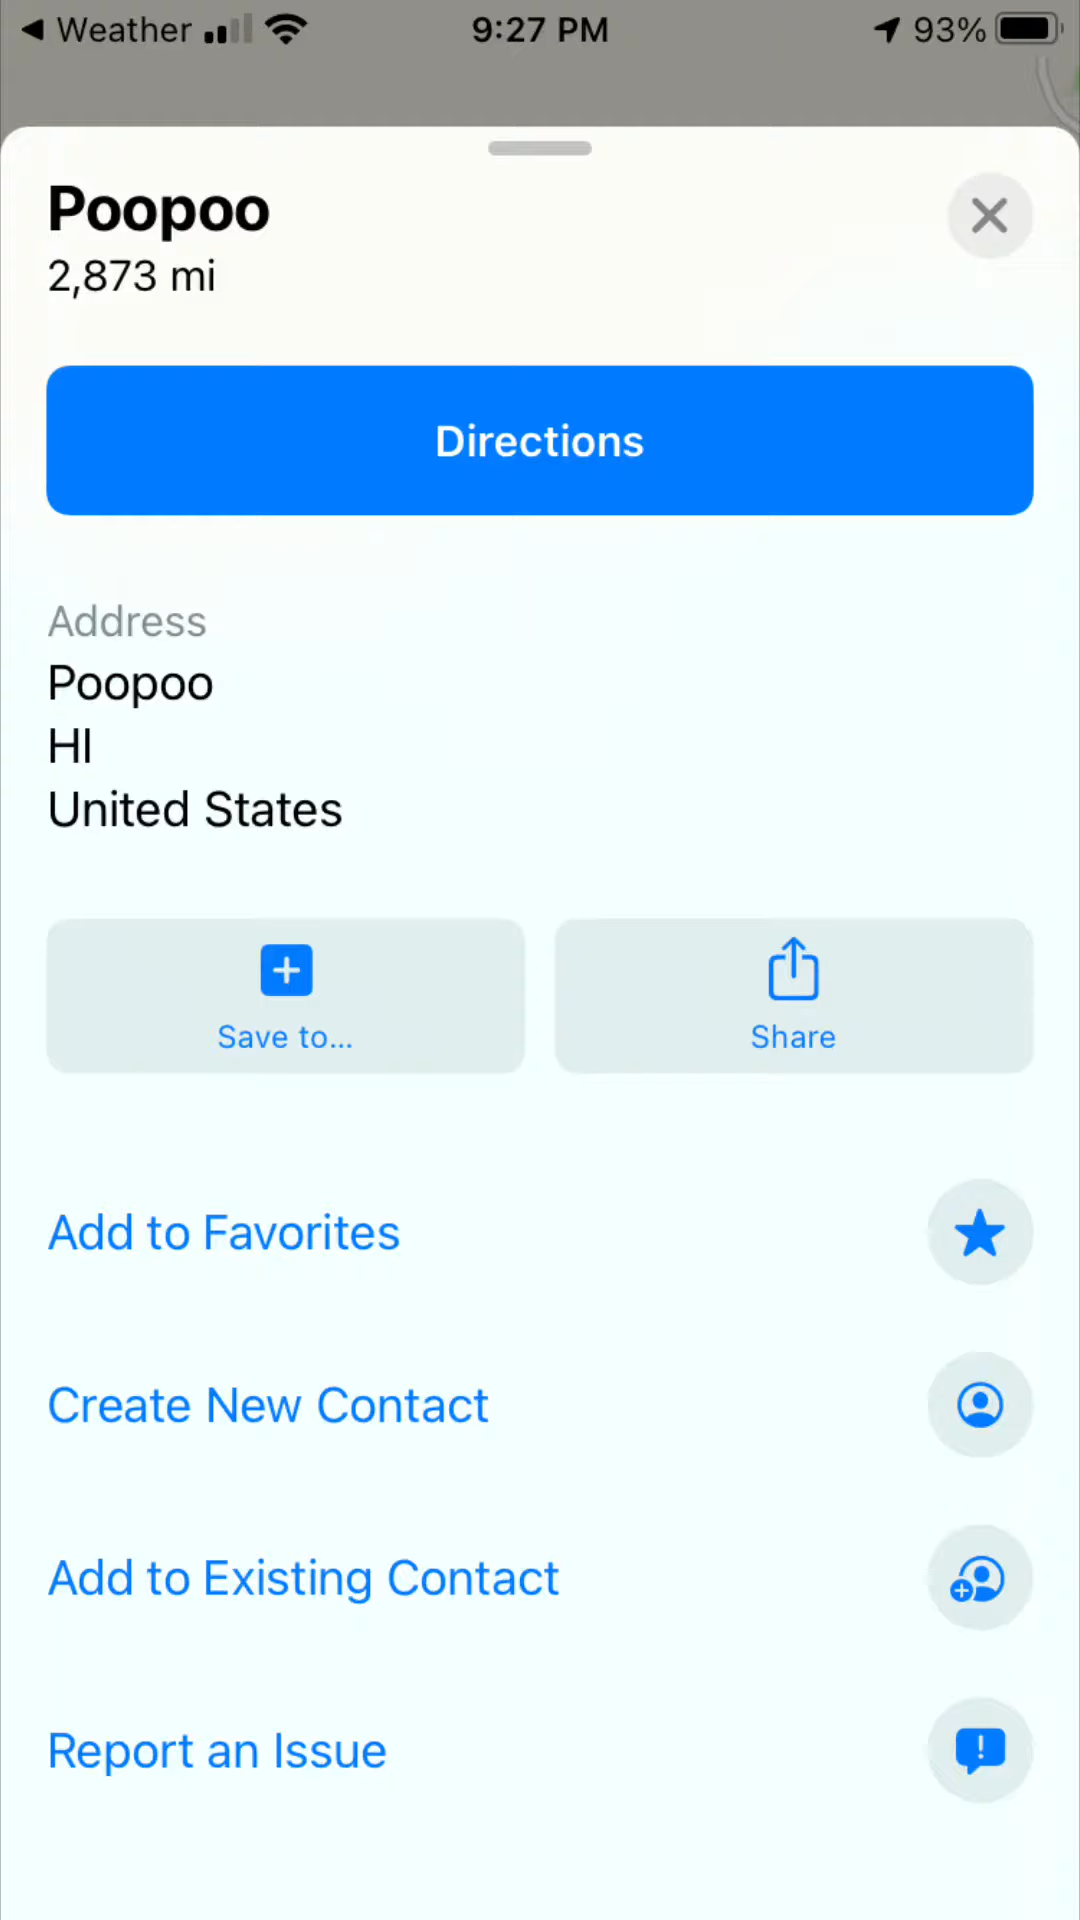 Weather 9:27 PM 93%
Poopoo
2,873 mi
Directions
Address
Poopoo
HI
United States
Save to... Share
Add to Favorites
Create New Contact
Add to Existing Contact
Report an Issue